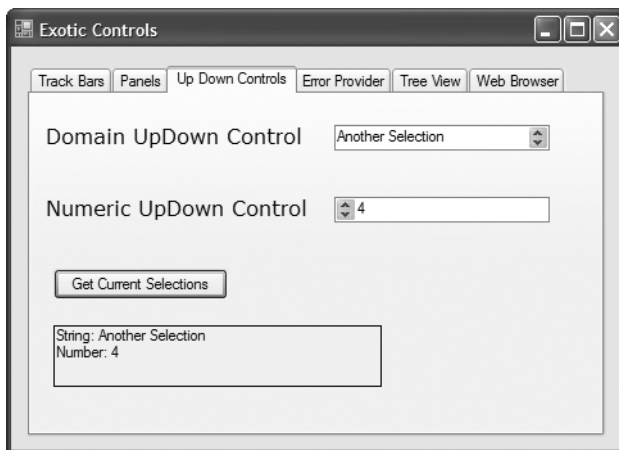 Exotic Controls
Track Bars Panels Up Down Controls Error Provider Tree View Web Browser
Domain UpDown Control Another Selection
Numeric UpDown Control 4
Get Current Selections
String: Another Selection
Number: 4